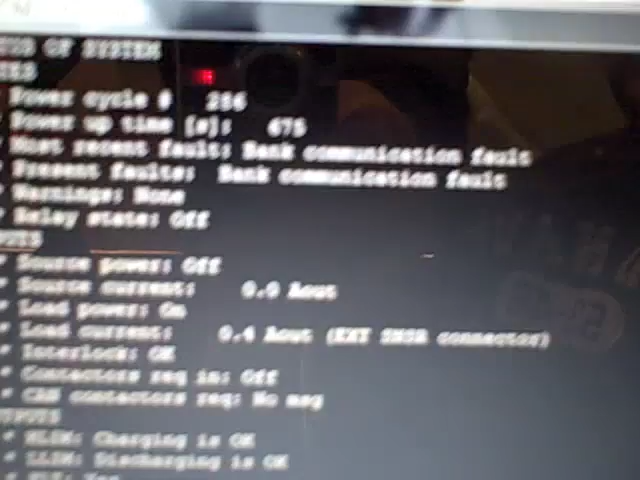 OF SYSTEM
* Power cycle # 256
* Power up time [s]: 675
* Most recent fault: Bank communication fault
* Present faults: Bank communication fault
* Warnings: None
* Relay state: Off
* Source power: Off
* Source current: 0.0 Aout
* Load power: On
* Load current: 0.4 Aout (EXT SNSR connector)
* Interlock: OK
* Contactors req in: Off
* CAN contactors req: No msg
* HLIM: Charging is OK
* LLIM: Discharging is OK